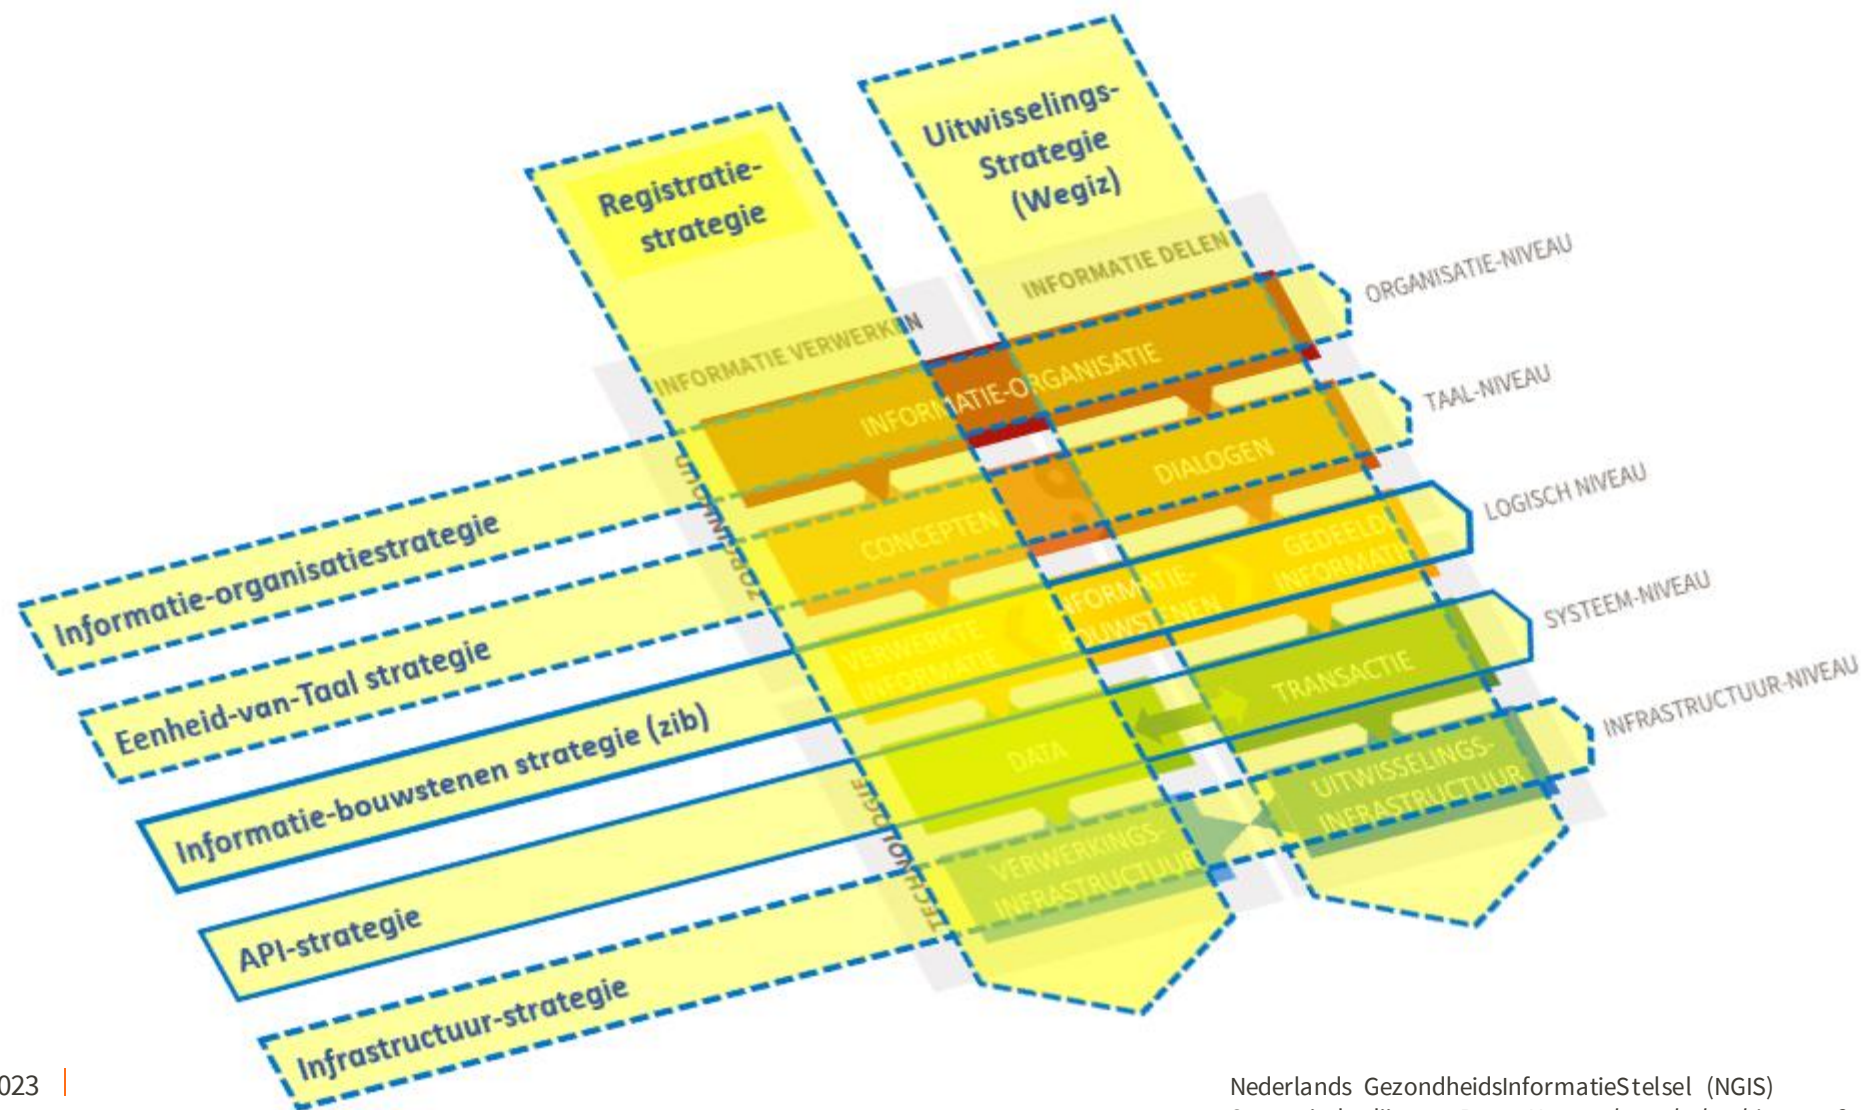 Uitwisselings-
Strategie
(Wegiz)
Registratie-
strategie
INFORMATIE DELEN
INFORMATIE VERWERKEN
ORGANISATIE-NIVEAU
TAAL-NIVEAU
LOGISCH NIVEAU
SYSTEEM-NIVEAU
INFRASTRUCTUUR-NIVEAU
INFORMATIE-ORGANISATIE
DIALOGEN
CONCEPTEN
GEDEELDE
INFORMATIE
INFORMATIE-
BOUWSTENEN
VERWERKTE
INFORMATIE
TRANSACTIE
DATA
UITWISSELINGS-
INFRASTRUCTUUR
VERWERKINGS-
INFRASTRUCTUUR
ZORGINHOUD
TECHNOLOGIE
Informatie-organisatiestrategie
Eenheid-van-Taal strategie
Informatie-bouwstenen strategie (zib)
API-strategie
Infrastructuur-strategie
023
Nederlands GezondheidsInformatieStelsel (NGIS)